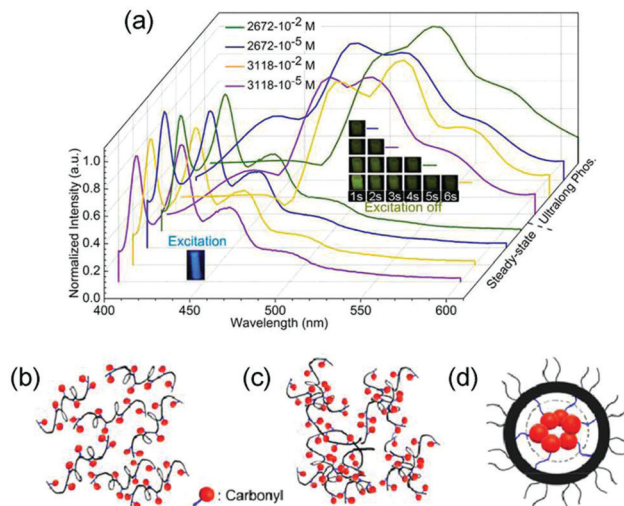 (a)
2672-10⁻² M
2672-10⁻⁵ M
3118-10⁻² M
3118-10⁻⁵ M
Normalized Intensity (a.u.)
1.0
0.8
0.6
0.4
0.2
0.0
Excitation
1s 2s 3s 4s 5s 6s
Excitation off
Steady-state
Ultralong Phos.
400 450 500 550 600
Wavelength (nm)
(b)
(c)
(d)
: Carbonyl